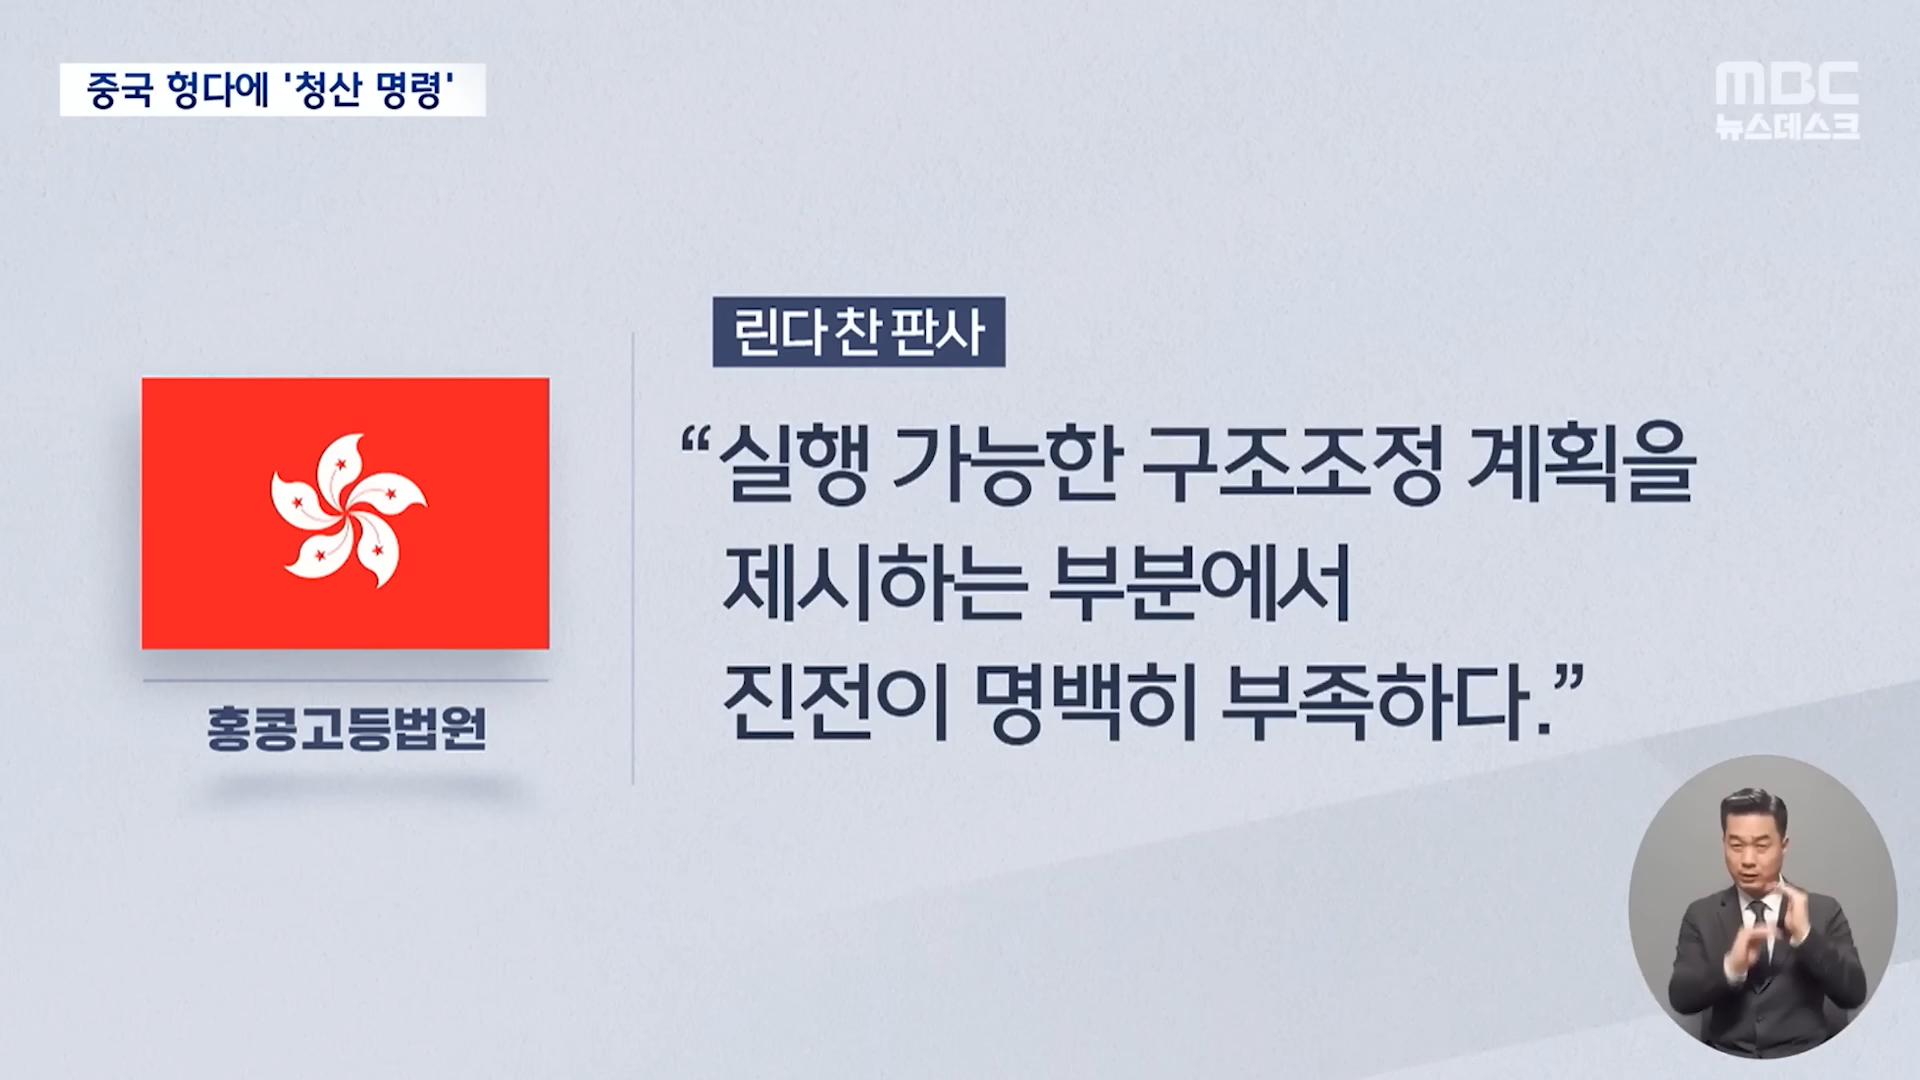 중국 헝다에 '청산 명령'
MBC
뉴스데스크
린다 찬 판사
“실행 가능한 구조조정 계획을
제시하는 부분에서
진전이 명백히 부족하다.”
홍콩고등법원